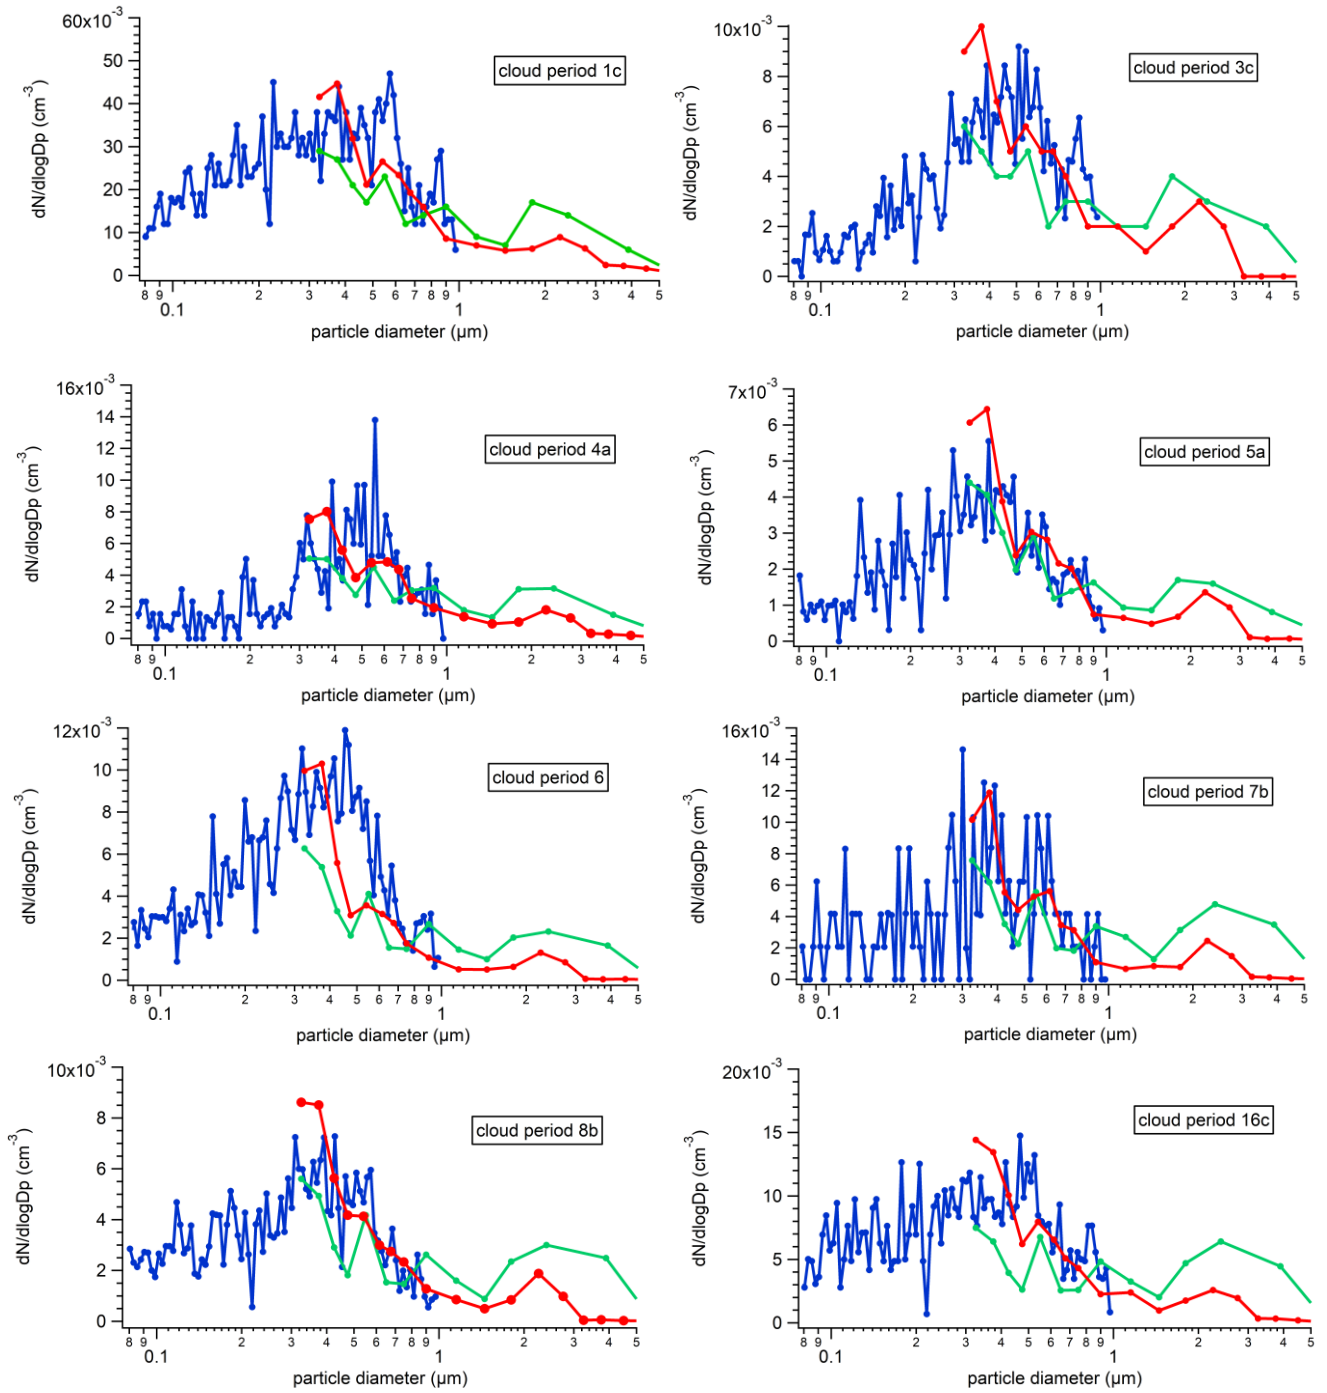 60x10⁻³
50
40
30
20
10
0
dN/dlogDp (cm⁻³)
cloud period 1c
8 9 2 3 4 5 6 7 8 9 2 3 4 5
0.1 1
particle diameter (µm)
10x10⁻³
8
6
4
2
0
dN/dlogDp (cm⁻³)
cloud period 3c
8 9 2 3 4 5 6 7 8 9 2 3 4 5
0.1 1
particle diameter (µm)
16x10⁻³
14
12
10
8
6
4
2
0
dN/dlogDp (cm⁻³)
cloud period 4a
8 9 2 3 4 5 6 7 8 9 2 3 4 5
0.1 1
particle diameter (µm)
7x10⁻³
6
5
4
3
2
1
0
dN/dlogDp (cm⁻³)
cloud period 5a
8 9 2 3 4 5 6 7 8 9 2 3 4 5
0.1 1
particle diameter (µm)
12x10⁻³
10
8
6
4
2
0
dN/dlogDp (cm⁻³)
cloud period 6
8 9 2 3 4 5 6 7 8 9 2 3 4 5
0.1 1
particle diameter (µm)
16x10⁻³
14
12
10
8
6
4
2
0
dN/dlogDp (cm⁻³)
cloud period 7b
8 9 2 3 4 5 6 7 8 9 2 3 4 5
0.1 1
particle diameter (µm)
10x10⁻³
8
6
4
2
0
dN/dlogDp (cm⁻³)
cloud period 8b
8 9 2 3 4 5 6 7 8 9 2 3 4 5
0.1 1
particle diameter (µm)
20x10⁻³
15
10
5
0
dN/dlogDp (cm⁻³)
cloud period 16c
8 9 2 3 4 5 6 7 8 9 2 3 4 5
0.1 1
particle diameter (µm)